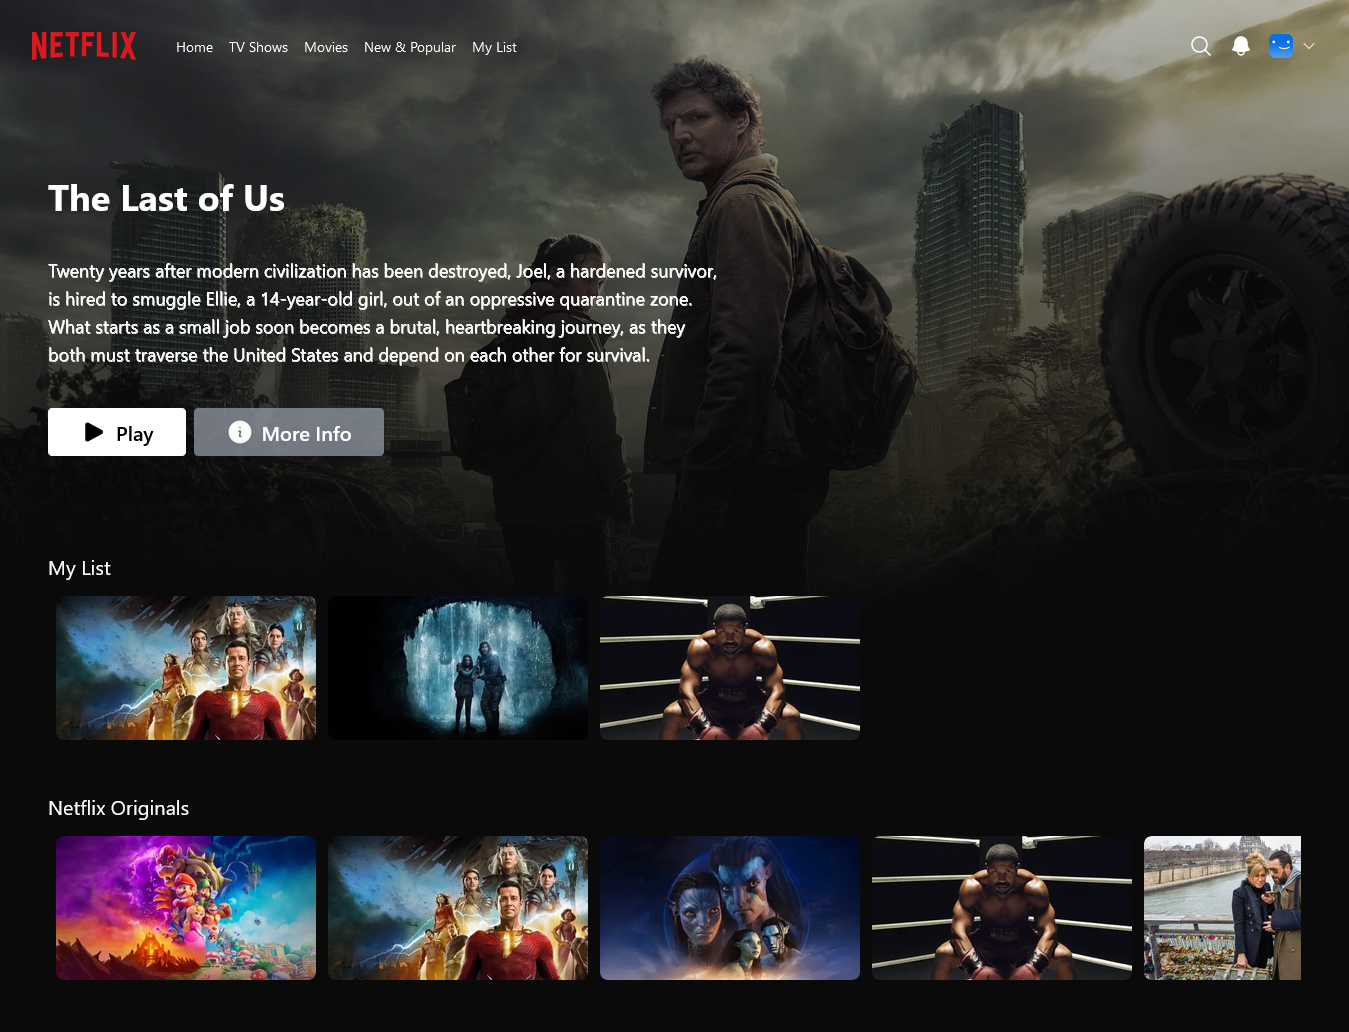 NETFLIX
Home TV Shows Movies New & Popular My List
The Last of Us
Twenty years after modern civilization has been destroyed, Joel, a hardened survivor,
is hired to smuggle Ellie, a 14-year-old girl, out of an oppressive quarantine zone.
What starts as a small job soon becomes a brutal, heartbreaking journey, as they
both must traverse the United States and depend on each other for survival.
Play More Info
My List
Netflix Originals